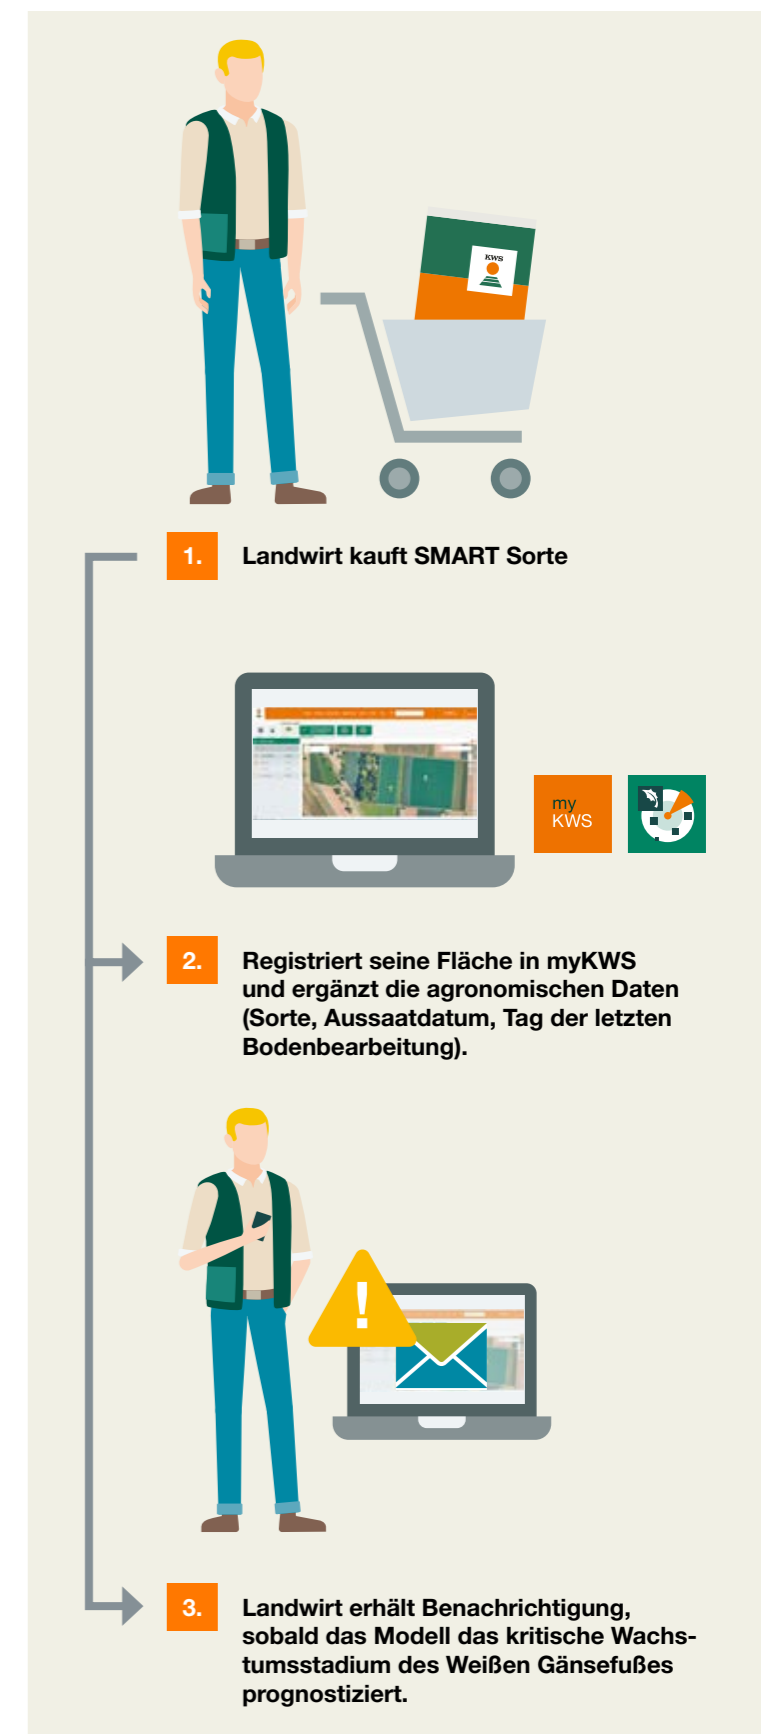 KWS
1. Landwirt kauft SMART Sorte
my
KWS
2. Registriert seine Fläche in myKWS
und ergänzt die agronomischen Daten
(Sorte, Aussaatdatum, Tag der letzten
Bodenbearbeitung).
!
3. Landwirt erhält Benachrichtigung,
sobald das Modell das kritische Wachs-
tumsstadium des Weißen Gänsefußes
prognostiziert.